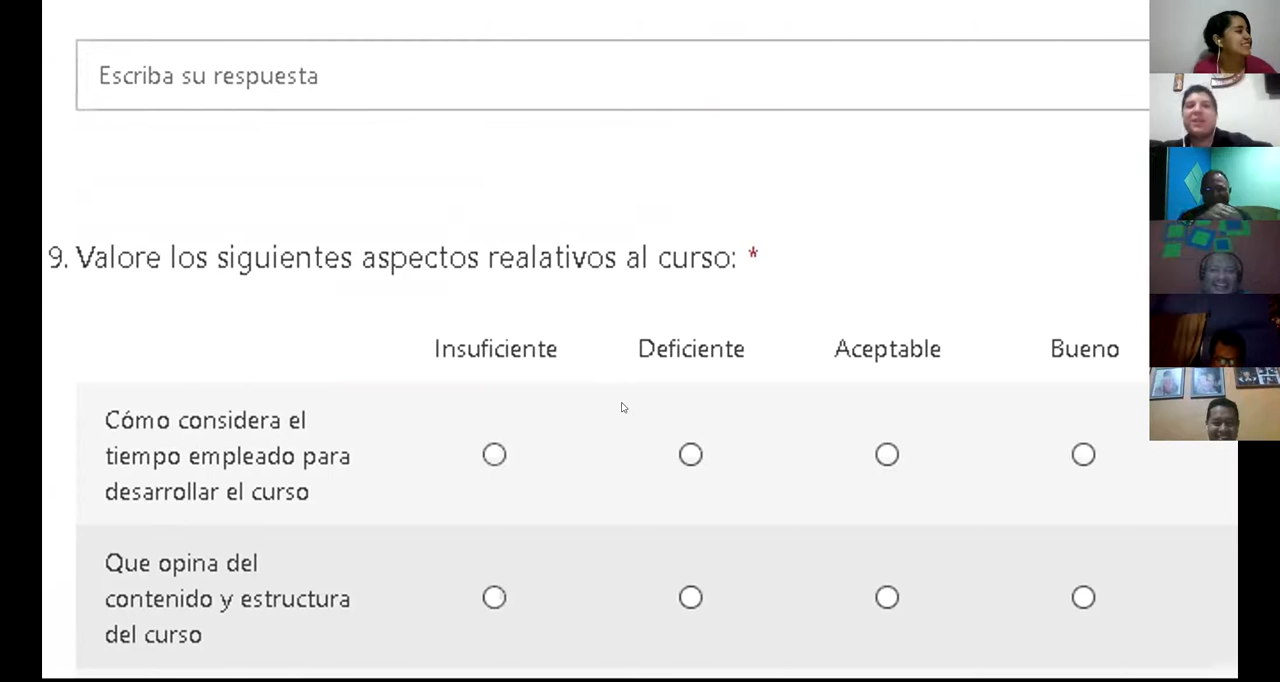 Escriba su respuesta
9. Valore los siguientes aspectos realativos al curso: *
Insuficiente Deficiente Aceptable Bueno
Cómo considera el
tiempo empleado para
desarrollar el curso
Que opina del
contenido y estructura
del curso